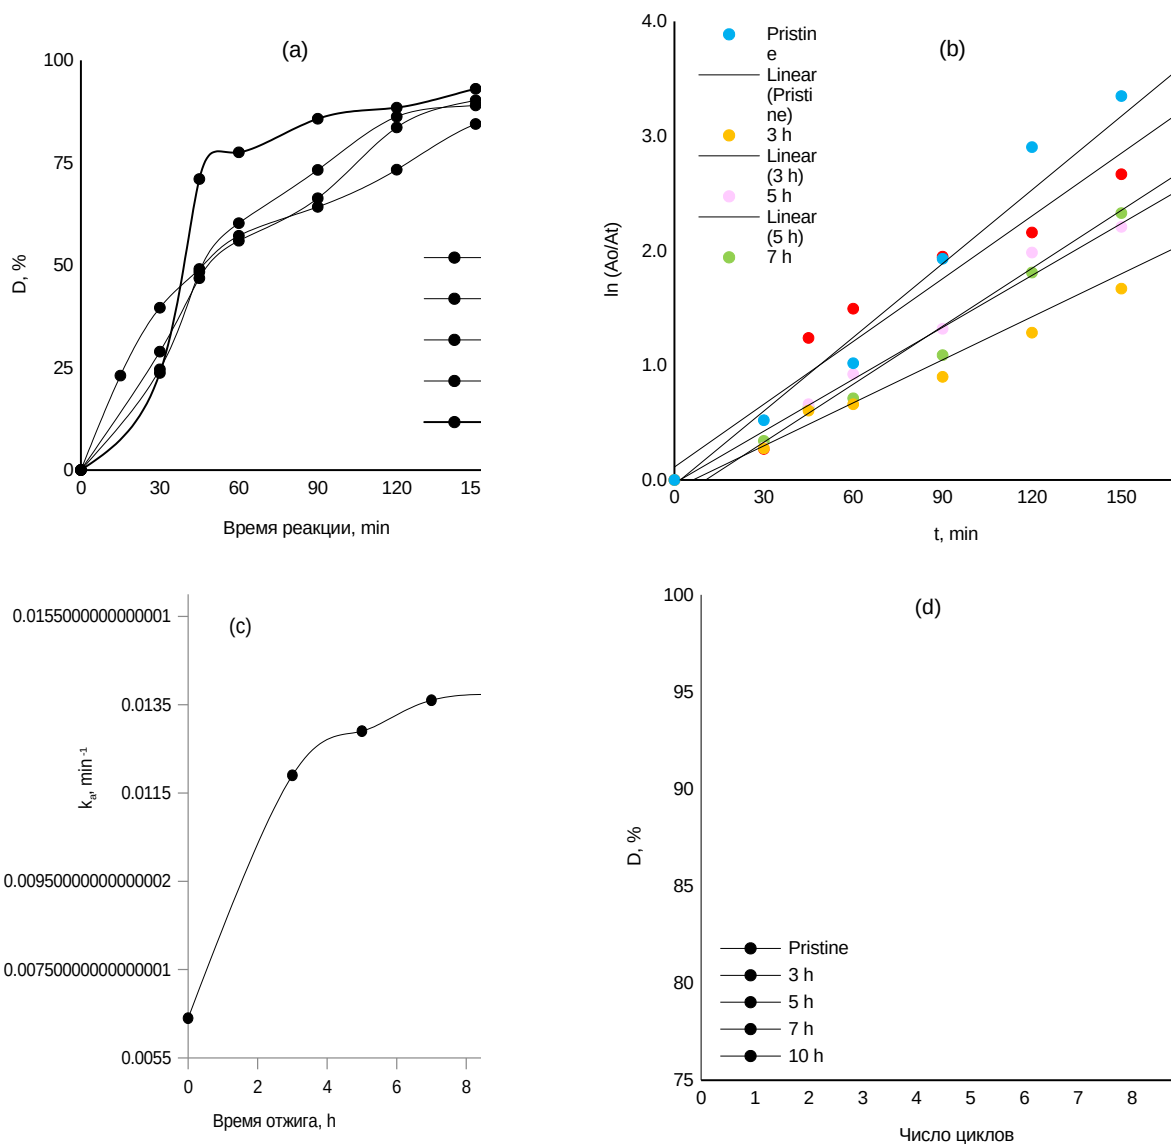 (a)
100
75
50
25
0
D, %
0 30 60 90 120 15
Время реакции, min
(b)
4.0
3.0
2.0
1.0
0.0
ln (Ao/At)
Pristin
e
Linear
(Pristi
ne)
3 h
Linear
(3 h)
5 h
Linear
(5 h)
7 h
0 30 60 90 120 150
t, min
(c)
0.0155000000000001
0.0135
0.0115
0.00950000000000002
0.00750000000000001
0.0055
kₐ, min⁻¹
0 2 4 6 8
Время отжига, h
(d)
100
95
90
85
80
75
D, %
Pristine
3 h
5 h
7 h
10 h
0 1 2 3 4 5 6 7 8
Число циклов